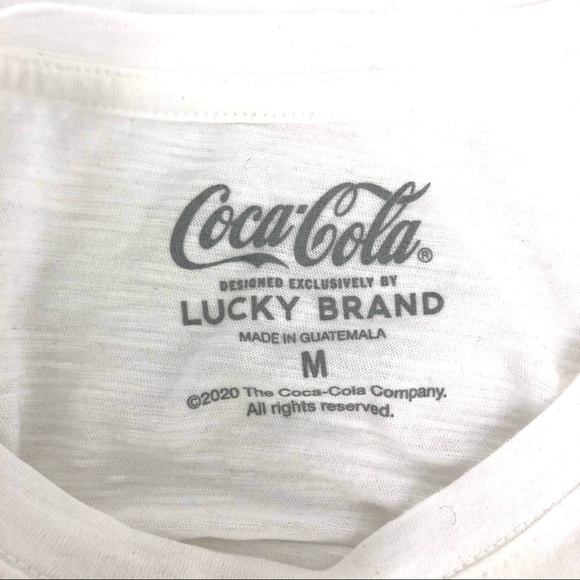 Coca-Cola®
DESIGNED EXCLUSIVELY BY
LUCKY BRAND
MADE IN GUATEMALA
M
©2020 The Coca-Cola Company.
All rights reserved.